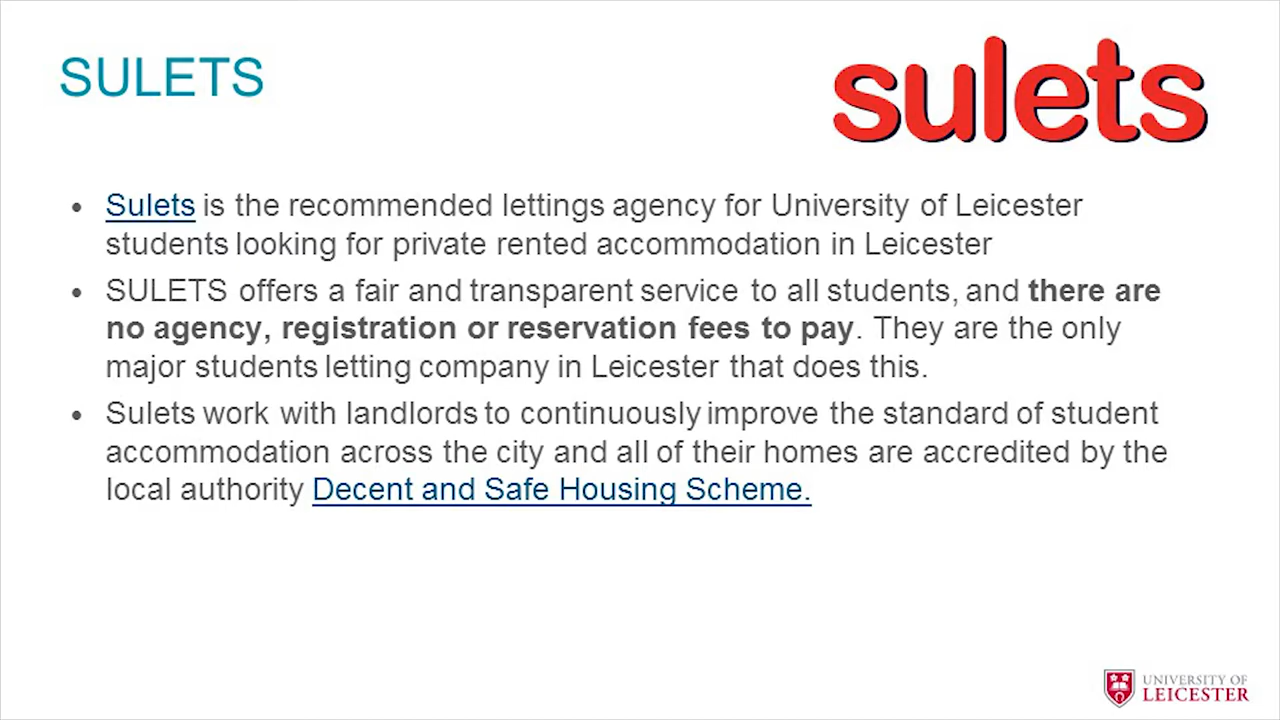 SULETS
sulets
• Sulets is the recommended lettings agency for University of Leicester
students looking for private rented accommodation in Leicester
• SULETS offers a fair and transparent service to all students, and there are
no agency, registration or reservation fees to pay. They are the only
major students letting company in Leicester that does this.
• Sulets work with landlords to continuously improve the standard of student
accommodation across the city and all of their homes are accredited by the
local authority Decent and Safe Housing Scheme.
UNIVERSITY OF
LEICESTER